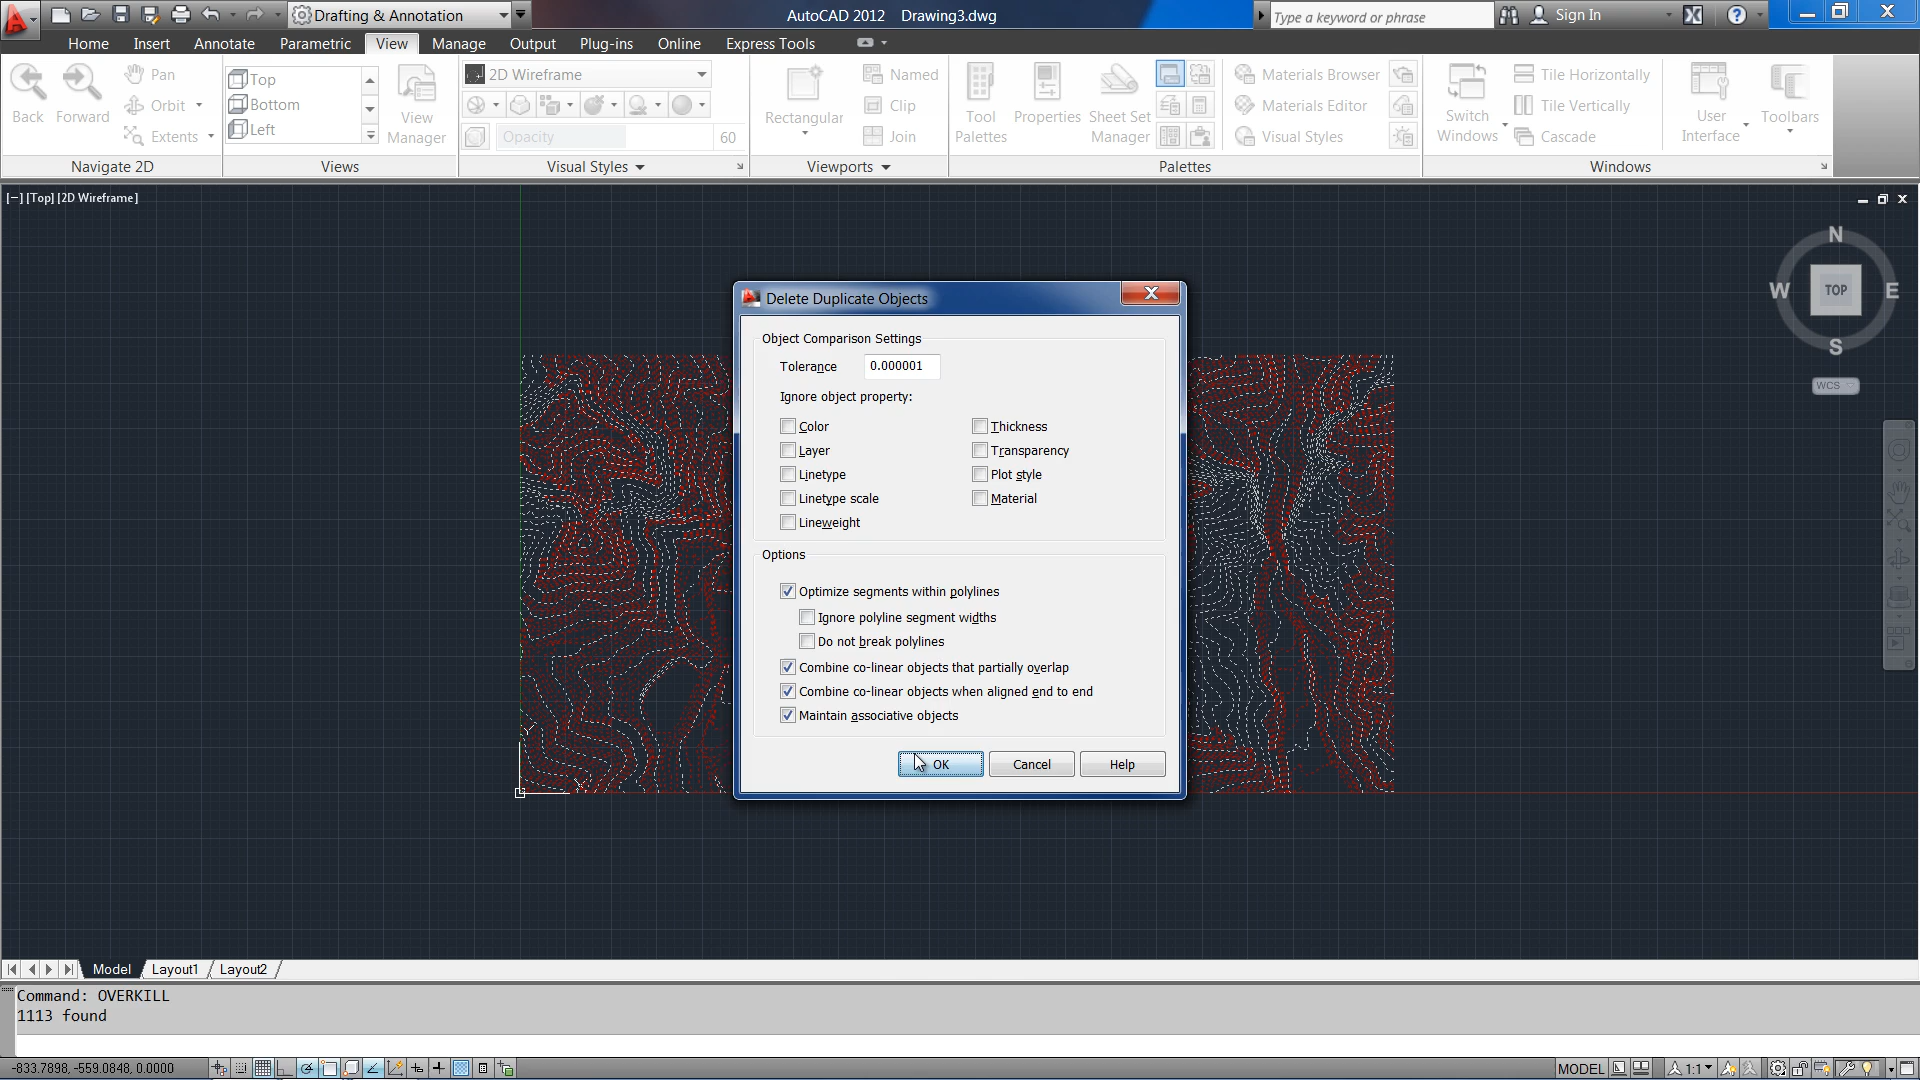 Drafting & Annotation
AutoCAD 2012 Drawing3.dwg
Type a keyword or phrase
Sign In
Home Insert Annotate Parametric View Manage Output Plug-ins Online Express Tools
Back
Forward
Pan
Orbit
Extents
Top
Bottom
Left
View
Manager
2D Wireframe
Opacity 60
Rectangular
Named
Clip
Join
Tool
Palettes
Properties
Sheet Set
Manager
Materials Browser
Materials Editor
Visual Styles
Switch
Windows
Tile Horizontally
Tile Vertically
Cascade
User
Interface
Toolbars
Navigate 2D
Views
Visual Styles
Viewports
Palettes
Windows
[−] [Top] [2D Wireframe]
N
W TOP E
S
WCS
Delete Duplicate Objects
Object Comparison Settings
Tolerance 0.000001
Ignore object property:
Color Thickness
Layer Transparency
Linetype Plot style
Linetype scale Material
Lineweight
Options
Optimize segments within polylines
Ignore polyline segment widths
Do not break polylines
Combine co-linear objects that partially overlap
Combine co-linear objects when aligned end to end
Maintain associative objects
OK Cancel Help
Model Layout1 Layout2
Command: OVERKILL
1113 found
-833.7898, -559.0848, 0.0000
MODEL
1:1